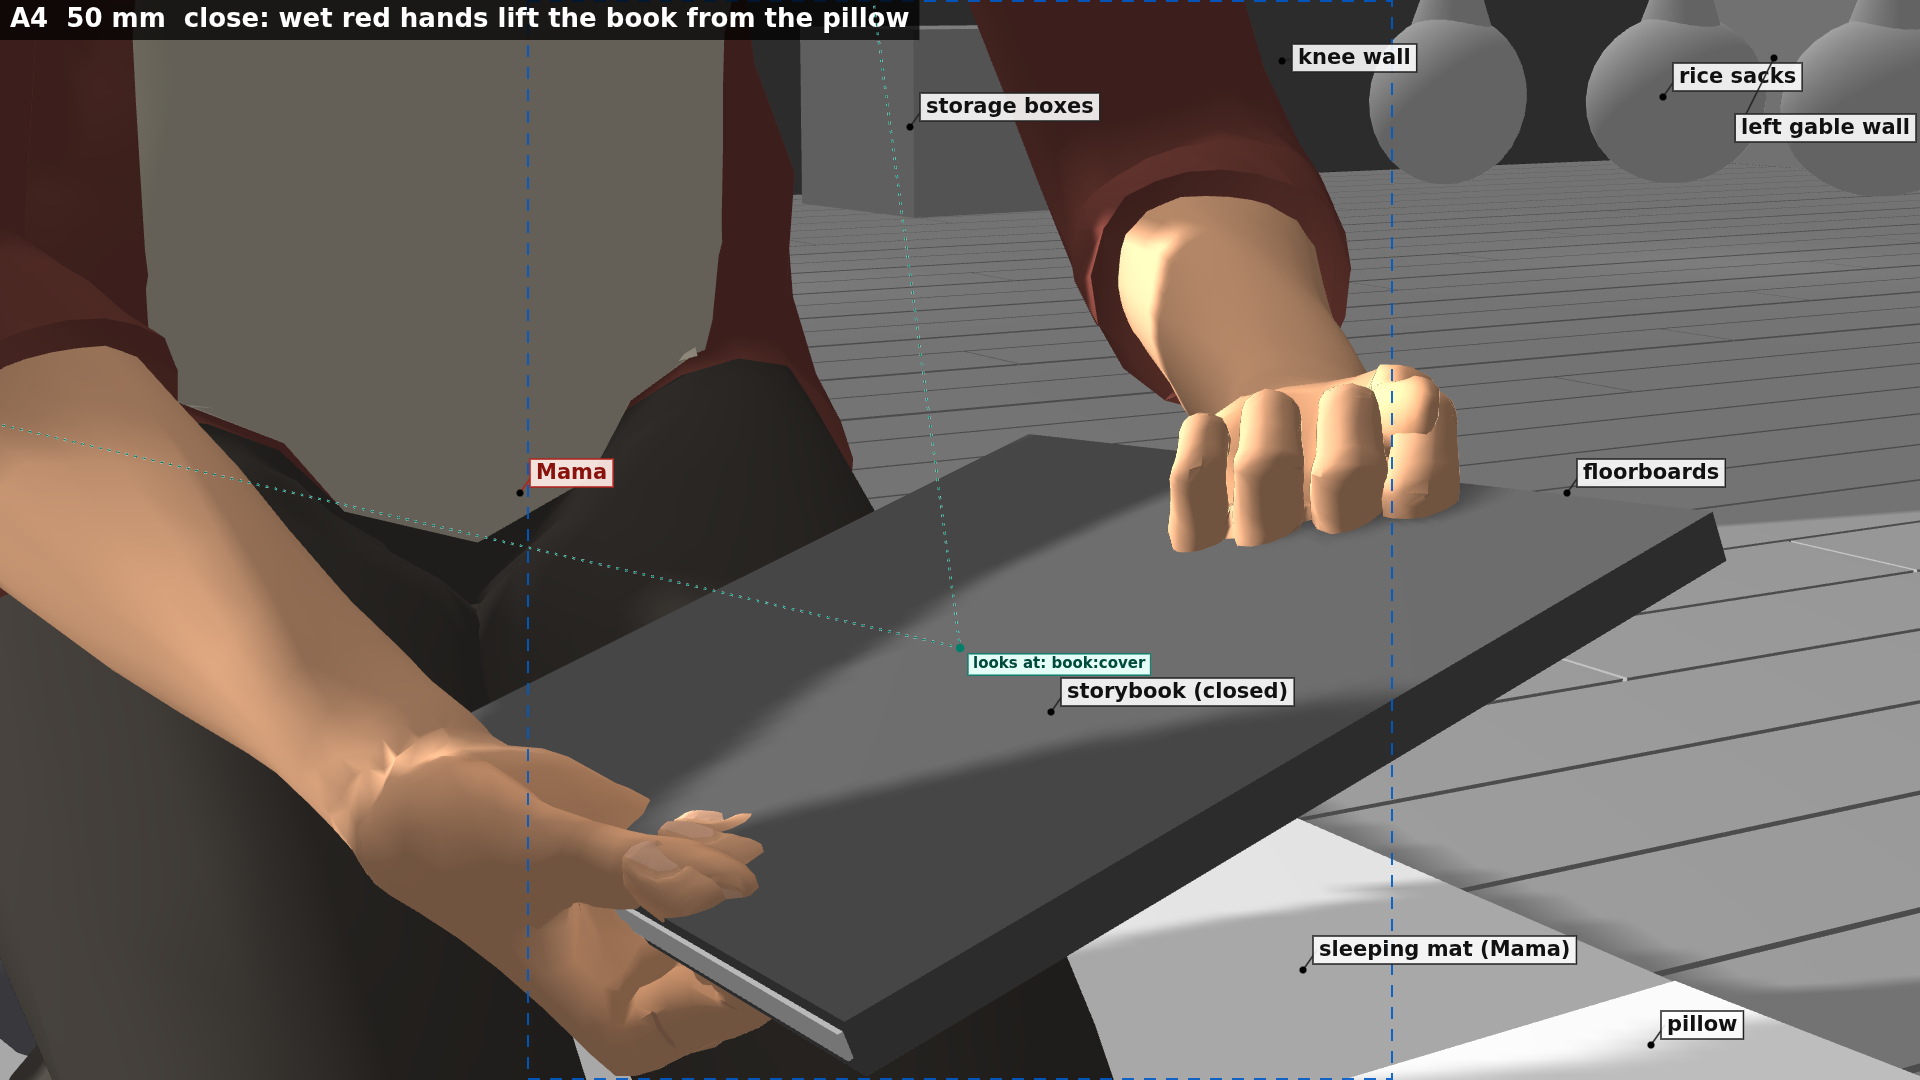 A4 50 mm close: wet red hands lift the book from the pillow
knee wall
rice sacks
storage boxes
left gable wall
Mama
floorboards
looks at: book:cover
storybook (closed)
sleeping mat (Mama)
pillow